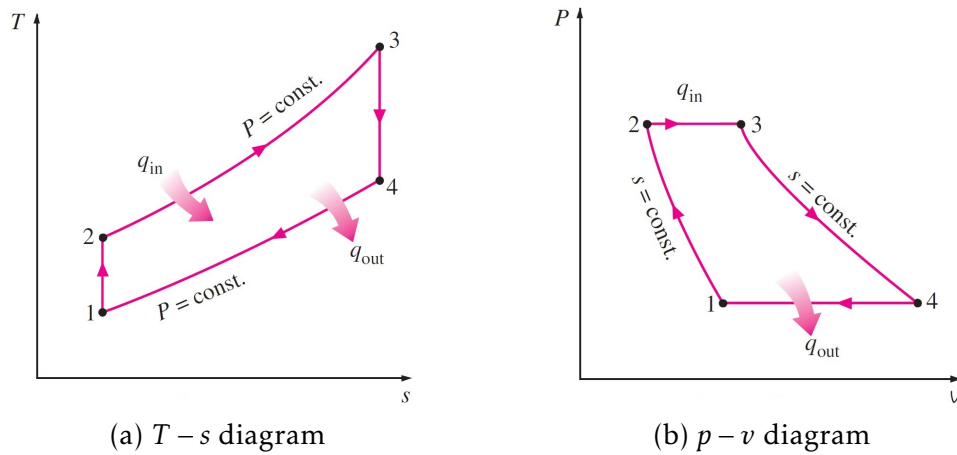 T
3
P = const.
q_in
4
2
q_out
1
P = const.
s
(a) T – s diagram
P
q_in
2
3
s = const.
s = const.
1
4
q_out
v
(b) p – v diagram